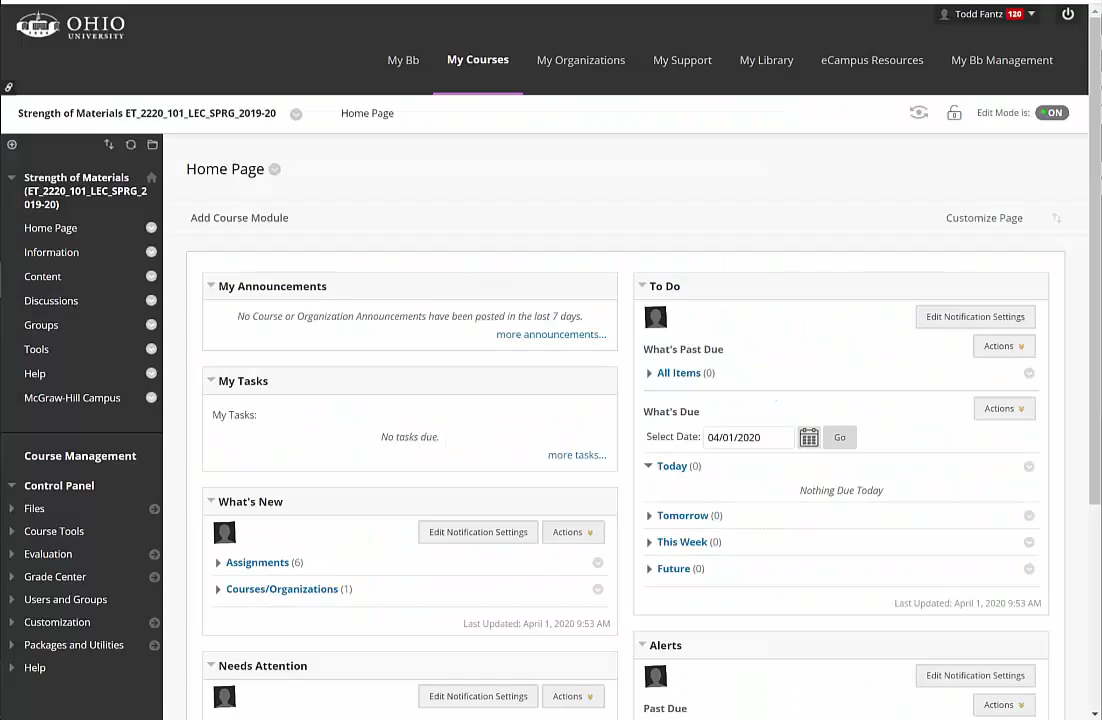 OHIO
UNIVERSITY
Todd Fantz 120
My Bb
My Courses
My Organizations
My Support
My Library
eCampus Resources
My Bb Management
Strength of Materials ET_2220_101_LEC_SPRG_2019-20
Home Page
Edit Mode is: ON
Strength of Materials
(ET_2220_101_LEC_SPRG_2
019-20)
Home Page
Information
Content
Discussions
Groups
Tools
Help
McGraw-Hill Campus
Course Management
Control Panel
Files
Course Tools
Evaluation
Grade Center
Users and Groups
Customization
Packages and Utilities
Help
Home Page
Add Course Module
Customize Page
My Announcements
No Course or Organization Announcements have been posted in the last 7 days.
more announcements...
My Tasks
My Tasks:
No tasks due.
more tasks...
What's New
Edit Notification Settings
Actions
Assignments (6)
Courses/Organizations (1)
Last Updated: April 1, 2020 9:53 AM
Needs Attention
Edit Notification Settings
Actions
To Do
Edit Notification Settings
What's Past Due
Actions
All Items (0)
What's Due
Actions
Select Date: 04/01/2020 Go
Today (0)
Nothing Due Today
Tomorrow (0)
This Week (0)
Future (0)
Last Updated: April 1, 2020 9:53 AM
Alerts
Edit Notification Settings
Past Due
Actions